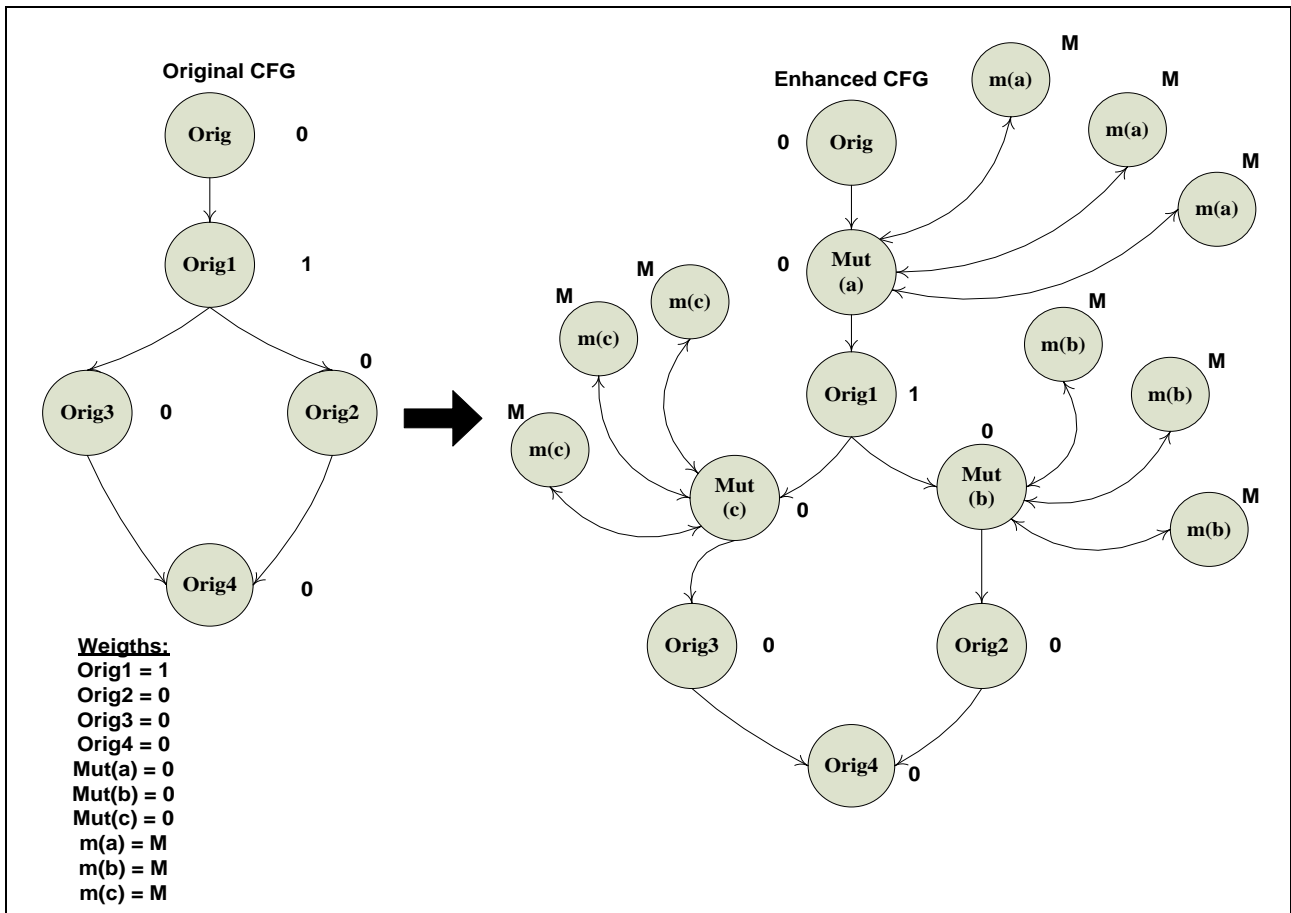 Original CFG
Orig
0
Orig1
1
0
Orig3
0
Orig2
Orig4
0
Weigths:
Orig1 = 1
Orig2 = 0
Orig3 = 0
Orig4 = 0
Mut(a) = 0
Mut(b) = 0
Mut(c) = 0
m(a) = M
m(b) = M
m(c) = M
Enhanced CFG
0
Orig
M
m(a)
M
m(a)
M
m(a)
0
Mut
(a)
M
m(c)
M
m(c)
M
m(c)
Orig1
1
M
m(b)
M
m(b)
M
m(b)
Mut
(c)
0
0
Mut
(b)
Orig3
0
Orig2
0
Orig4
0